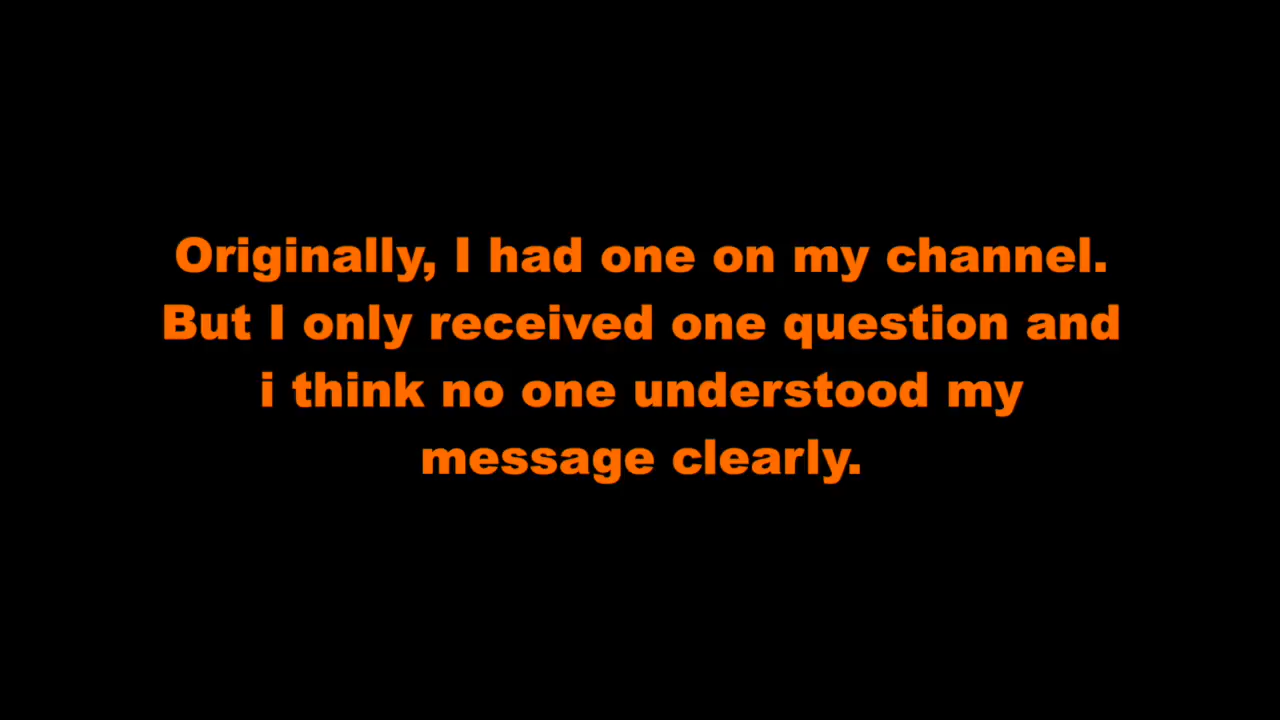 Originally, I had one on my channel.
But I only received one question and
i think no one understood my
message clearly.